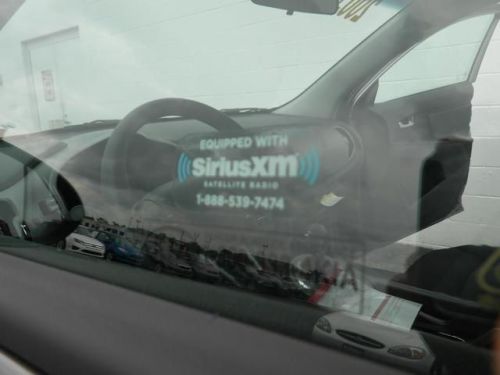 EQUIPPED WITH
SiriusXM
SATELLITE RADIO
1-888-539-7474